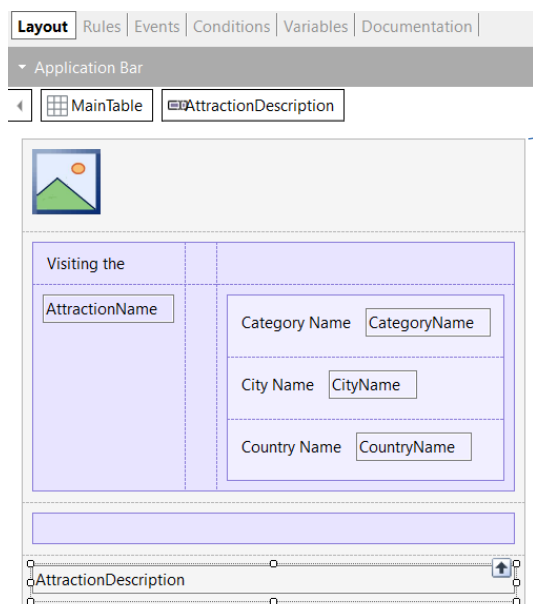 Layout Rules Events Conditions Variables Documentation
Application Bar
MainTable AttractionDescription
Visiting the
AttractionName
Category Name CategoryName
City Name CityName
Country Name CountryName
AttractionDescription